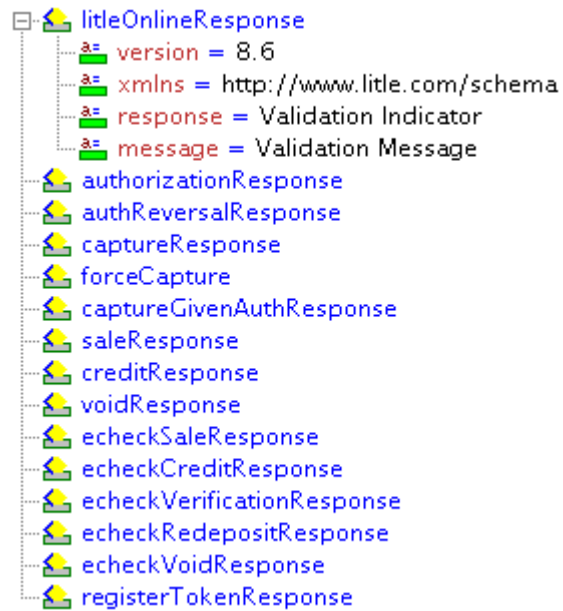 litleOnlineResponse
version = 8.6
xmlns = http://www.litle.com/schema
response = Validation Indicator
message = Validation Message
authorizationResponse
authReversalResponse
captureResponse
forceCapture
captureGivenAuthResponse
saleResponse
creditResponse
voidResponse
echeckSaleResponse
echeckCreditResponse
echeckVerificationResponse
echeckRedepositResponse
echeckVoidResponse
registerTokenResponse